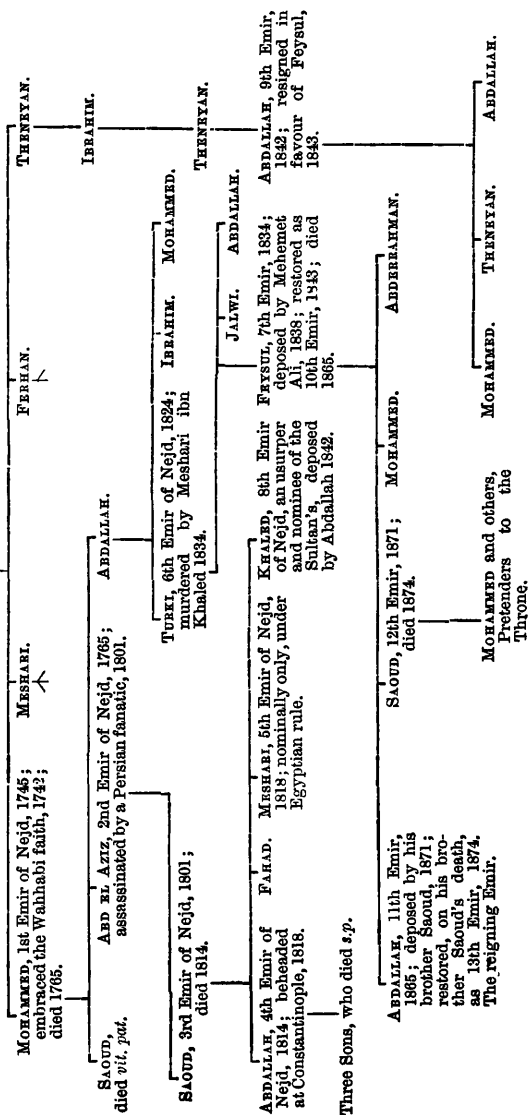 MOHAMMED, 1st Emir of Nejd, 1745;
embraced the Wahhabi faith, 1742;
died 1765.
MESHARI.
FERHAN.
THENEYAN.
IBRAHIM.
THENEYAN.
ABDALLAH, 9th Emir,
1842; resigned in
favour of Feysul,
1843.
MOHAMMED.
THENEYAN.
ABDALLAH.
SAOUD,
died vit. pat.
ABD EL AZIZ, 2nd Emir of Nejd, 1765;
assassinated by a Persian fanatic, 1801.
ABDALLAH.
SAOUD, 3rd Emir of Nejd, 1801;
died 1814.
TURKI, 6th Emir of Nejd, 1824;
murdered by Meshari ibn
Khaled 1834.
IBRAHIM.
MOHAMMED.
ABDALLAH, 4th Emir of
Nejd, 1814; beheaded
at Constantinople, 1818.
FAHAD.
MESHARI, 5th Emir of Nejd,
1818; nominally only, under
Egyptian rule.
KHALED, 8th Emir
of Nejd, an usurper
and nominee of the
Sultan's, deposed
by Abdallah 1842.
FEYSUL, 7th Emir, 1834;
deposed by Mehemet
Ali, 1838; restored as
10th Emir, 1843; died
1865.
JALWI.
ABDALLAH.
Three Sons, who died s.p.
ABDALLAH, 11th Emir,
1865; deposed by his
brother Saoud, 1871;
restored, on his bro-
ther Saoud's death,
as 13th Emir, 1874.
The reigning Emir.
SAOUD, 12th Emir, 1871;
died 1874.
MOHAMMED.
ABDERRAHMAN.
MOHAMMED and others,
Pretenders to the
Throne.